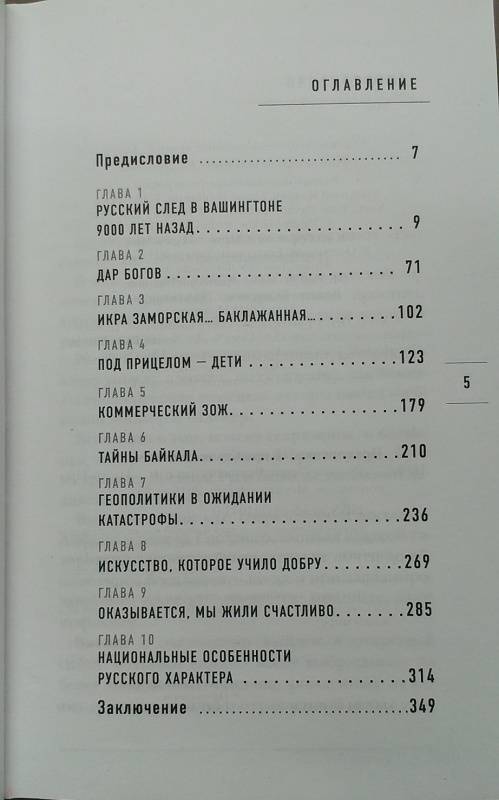 ОГЛАВЛЕНИЕ
Предисловие ........................ 7
ГЛАВА 1
РУССКИЙ СЛЕД В ВАШИНГТОНЕ
9000 ЛЕТ НАЗАД. . . . . . . . . . . . . . . . . . . 9
ГЛАВА 2
ДАР БОГОВ . . . . . . . . . . . . . . . . . . . . . 71
ГЛАВА 3
ИКРА ЗАМОРСКАЯ... БАКЛАЖАННАЯ... . . . . . . . . 102
ГЛАВА 4
ПОД ПРИЦЕЛОМ — ДЕТИ . . . . . . . . . . . . . . 123
ГЛАВА 5
КОММЕРЧЕСКИЙ ЗОЖ. . . . . . . . . . . . . . . . 179
5
ГЛАВА 6
ТАЙНЫ БАЙКАЛА. . . . . . . . . . . . . . . . . . 210
ГЛАВА 7
ГЕОПОЛИТИКИ В ОЖИДАНИИ
КАТАСТРОФЫ. . . . . . . . . . . . . . . . . . . . 236
ГЛАВА 8
ИСКУССТВО, КОТОРОЕ УЧИЛО ДОБРУ. . . . . . . . 269
ГЛАВА 9
ОКАЗЫВАЕТСЯ, МЫ ЖИЛИ СЧАСТЛИВО. . . . . . . 285
ГЛАВА 10
НАЦИОНАЛЬНЫЕ ОСОБЕННОСТИ
РУССКОГО ХАРАКТЕРА . . . . . . . . . . . . . . . 314
Заключение ........................ 349